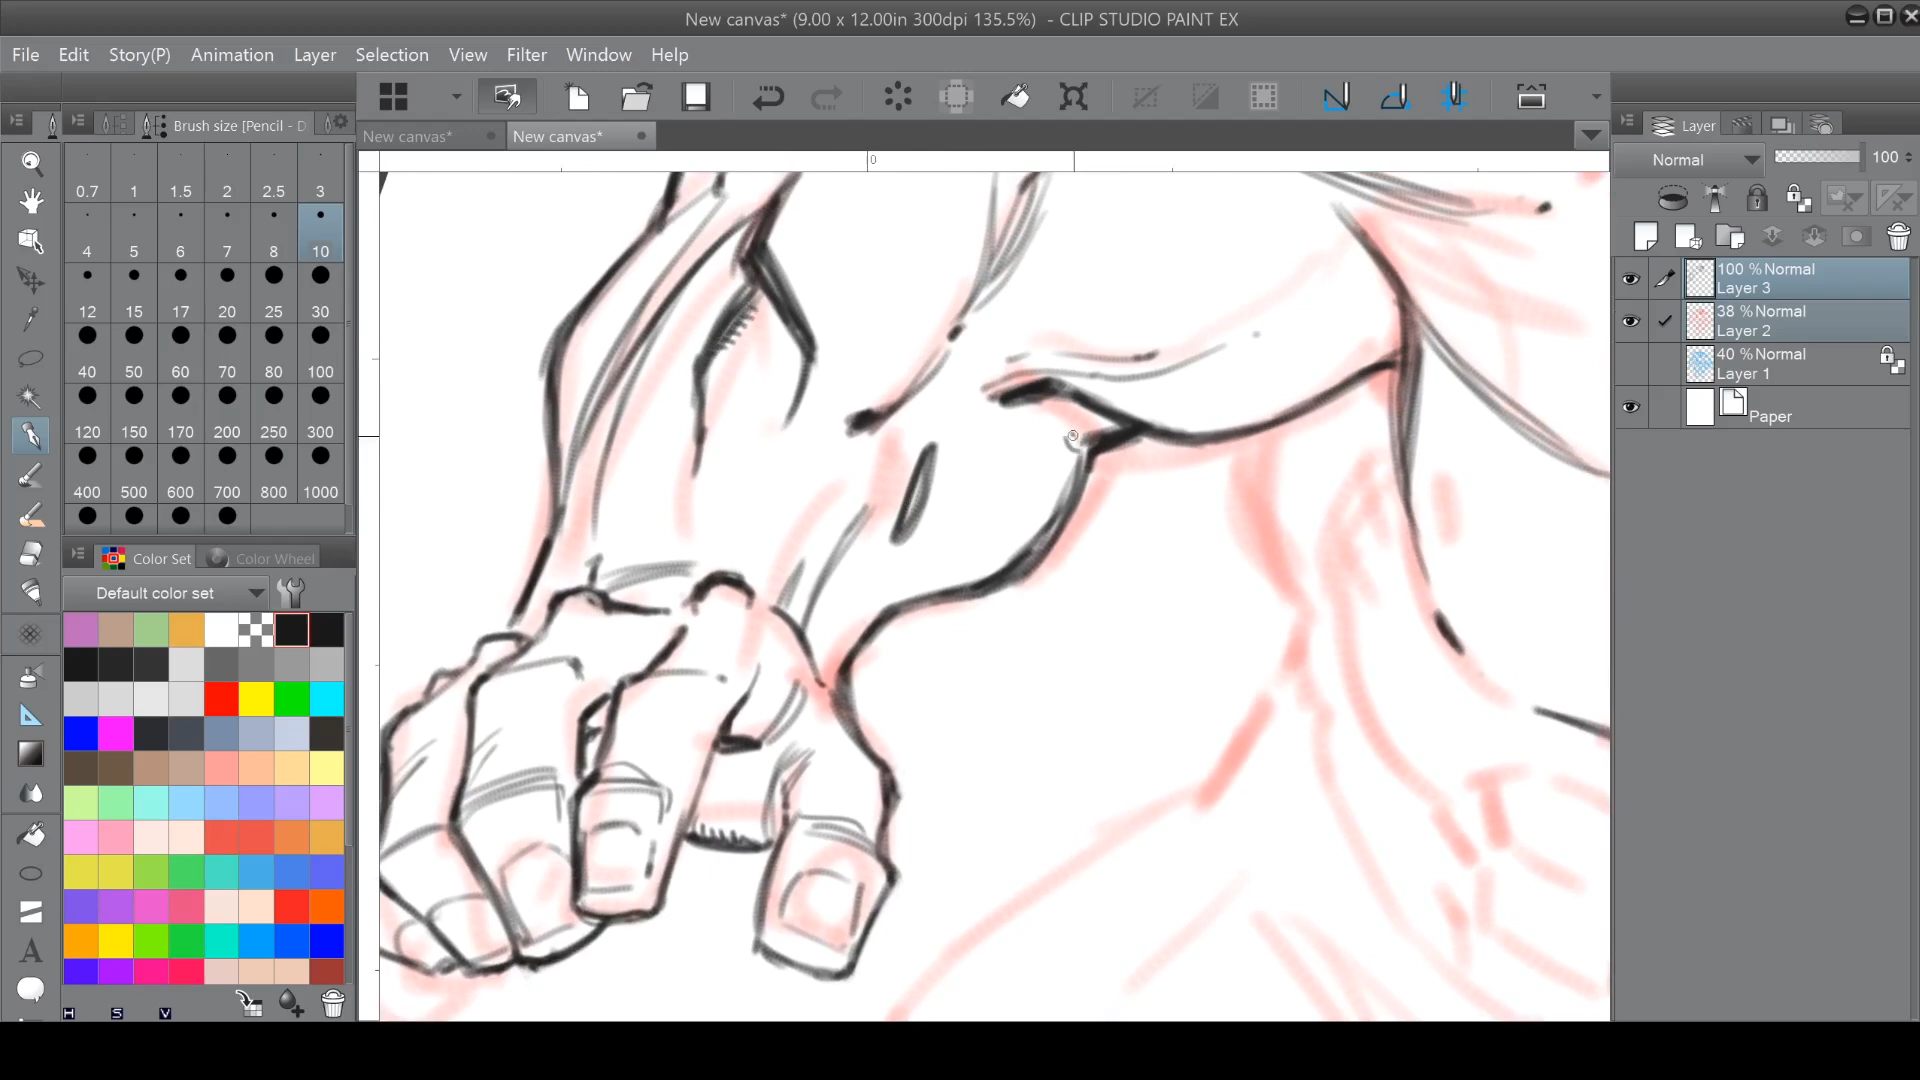 New canvas* (9.00 x 12.00in 300dpi 135.5%) - CLIP STUDIO PAINT EX
File Edit Story(P) Animation Layer Selection View Filter Window Help
Brush size [Pencil - D
New canvas* New canvas*
Layer
0
Normal 100
0.7 1 1.5 2 2.5 3
4 5 6 7 8 10
12 15 17 20 25 30
40 50 60 70 80 100
120 150 170 200 250 300
400 500 600 700 800 1000
100 %Normal
Layer 3
38 %Normal
Layer 2
40 %Normal
Layer 1
Paper
Color Set Color Wheel
Default color set
A
H S V